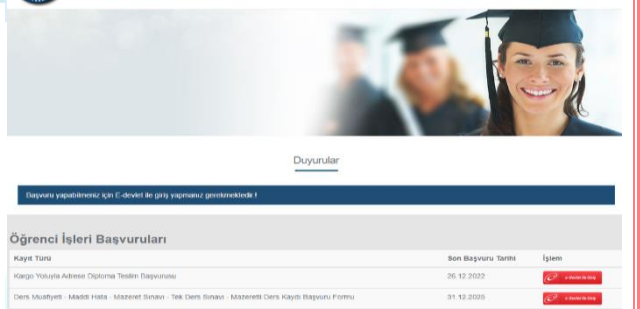 Duyurular
Başvuru yapabilmeniz için E-devlet ile giriş yapmanız gerekmektedir !
Öğrenci İşleri Başvuruları
Kayıt Türü Son Başvuru Tarihi İşlem
Kargo Yoluyla Adrese Diploma Teslim Başvurusu 26.12.2022 e-Devlet ile Giriş
Ders Muafiyeti - Maddi Hata - Mazeret Sınavı - Tek Ders Sınavı - Mazeretli Ders Kaydı Başvuru Formu 31.12.2025 e-Devlet ile Giriş